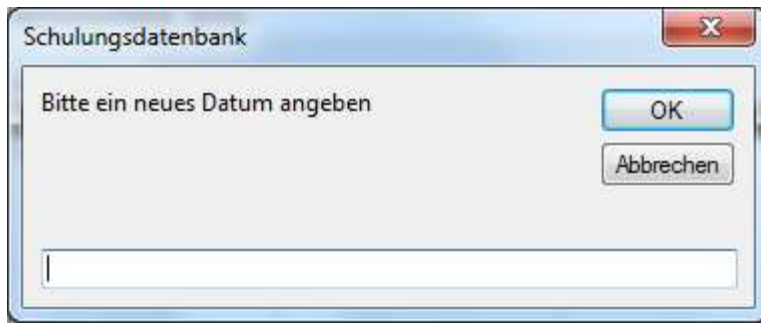 Schulungsdatenbank
Bitte ein neues Datum angeben
OK
Abbrechen